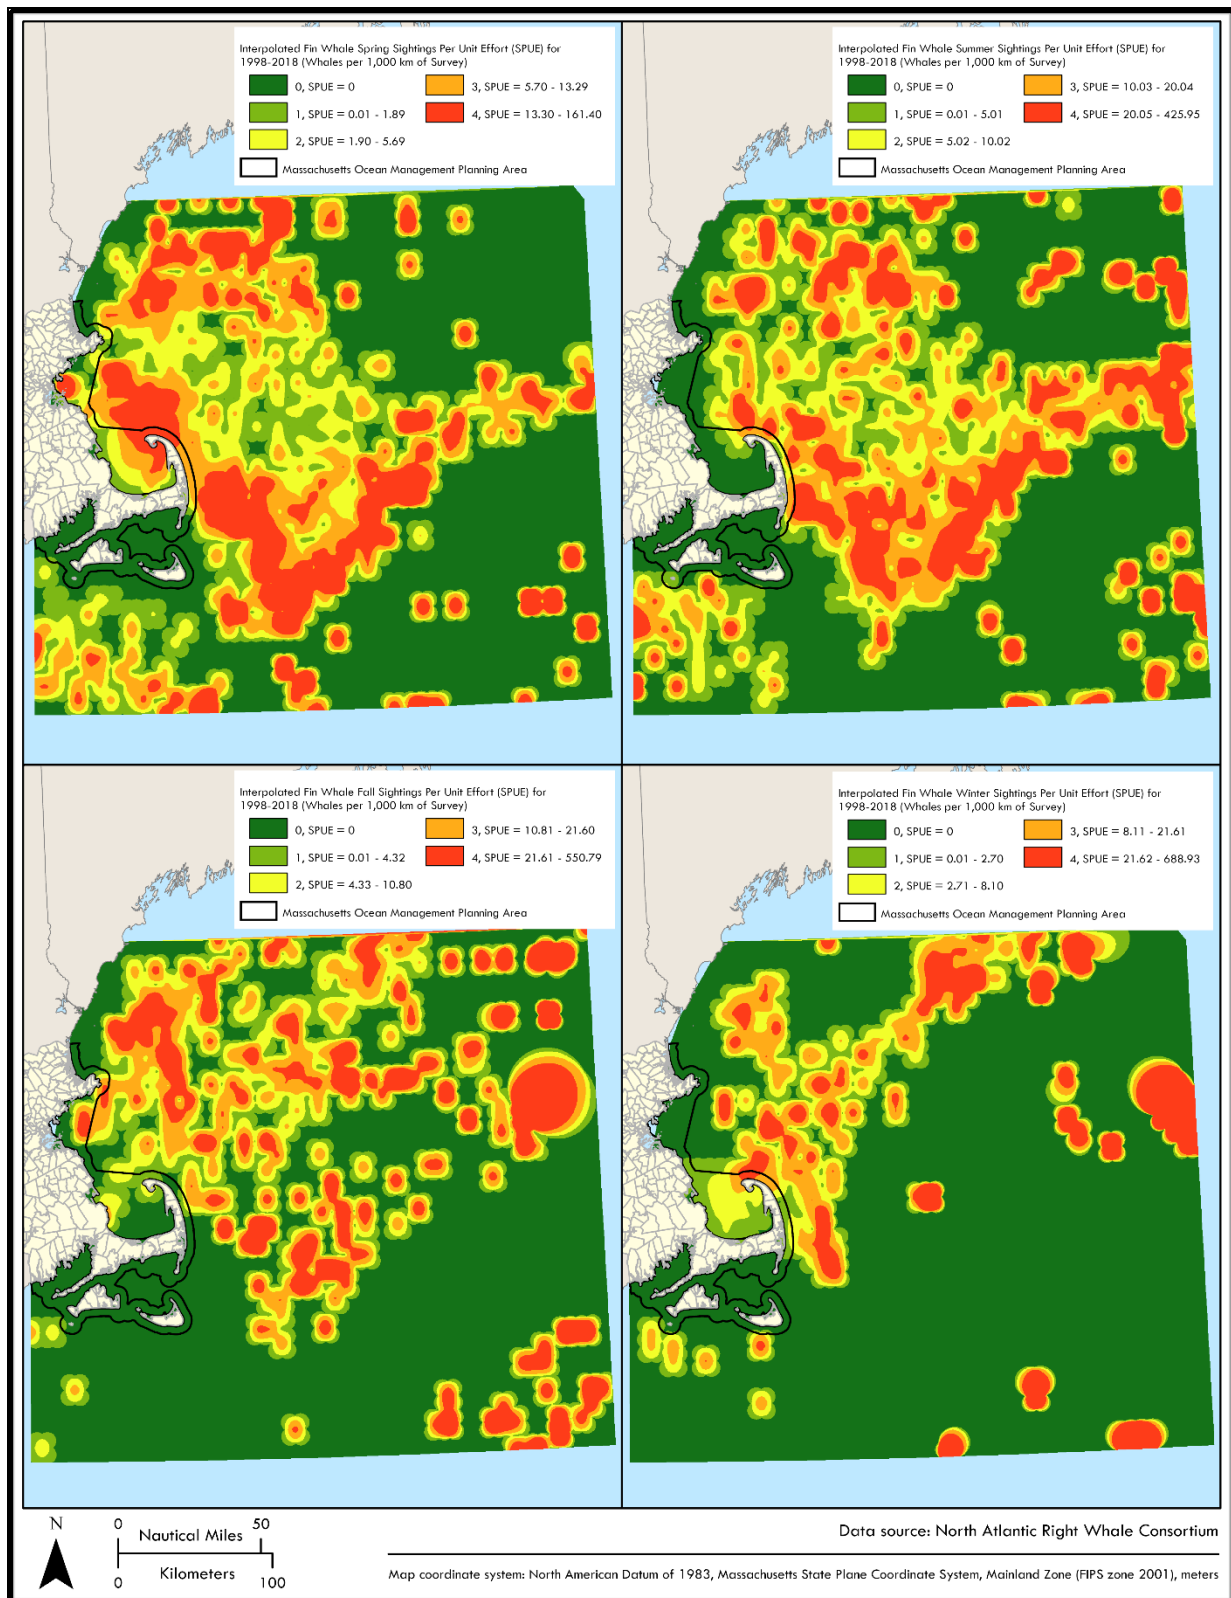 Interpolated Fin Whale Spring Sightings Per Unit Effort (SPUE) for
1998-2018 (Whales per 1,000 km of Survey)
0, SPUE = 0
3, SPUE = 5.70 - 13.29
1, SPUE = 0.01 - 1.89
4, SPUE = 13.30 - 161.40
2, SPUE = 1.90 - 5.69
Massachusetts Ocean Management Planning Area
Interpolated Fin Whale Summer Sightings Per Unit Effort (SPUE) for
1998-2018 (Whales per 1,000 km of Survey)
0, SPUE = 0
3, SPUE = 10.03 - 20.04
1, SPUE = 0.01 - 5.01
4, SPUE = 20.05 - 425.95
2, SPUE = 5.02 - 10.02
Massachusetts Ocean Management Planning Area
Interpolated Fin Whale Fall Sightings Per Unit Effort (SPUE) for
1998-2018 (Whales per 1,000 km of Survey)
0, SPUE = 0
3, SPUE = 10.81 - 21.60
1, SPUE = 0.01 - 4.32
4, SPUE = 21.61 - 550.79
2, SPUE = 4.33 - 10.80
Massachusetts Ocean Management Planning Area
Interpolated Fin Whale Winter Sightings Per Unit Effort (SPUE) for
1998-2018 (Whales per 1,000 km of Survey)
0, SPUE = 0
3, SPUE = 8.11 - 21.61
1, SPUE = 0.01 - 2.70
4, SPUE = 21.62 - 688.93
2, SPUE = 2.71 - 8.10
Massachusetts Ocean Management Planning Area
N
0 50
Nautical Miles
Kilometers
0 100
Data source: North Atlantic Right Whale Consortium
Map coordinate system: North American Datum of 1983, Massachusetts State Plane Coordinate System, Mainland Zone (FIPS zone 2001), meters